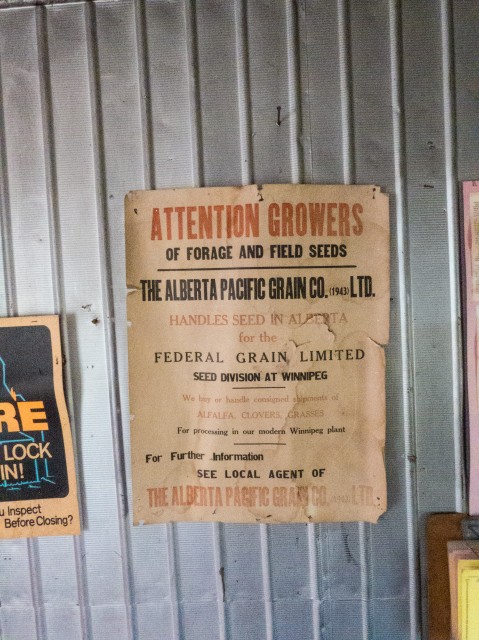 ATTENTION GROWERS
OF FORAGE AND FIELD SEEDS
THE ALBERTA PACIFIC GRAIN CO. (1943) LTD.
HANDLES SEED IN ALBERTA
for the
FEDERAL GRAIN LIMITED
SEED DIVISION AT WINNIPEG
We buy or handle consigned shipments of
ALFALFA, CLOVERS, GRASSES
For processing in our modern Winnipeg plant
For Further Information
SEE LOCAL AGENT OF
THE ALBERTA PACIFIC GRAIN CO. (1943) LTD.
RE
LOCK
IN!
u Inspect
Before Closing?